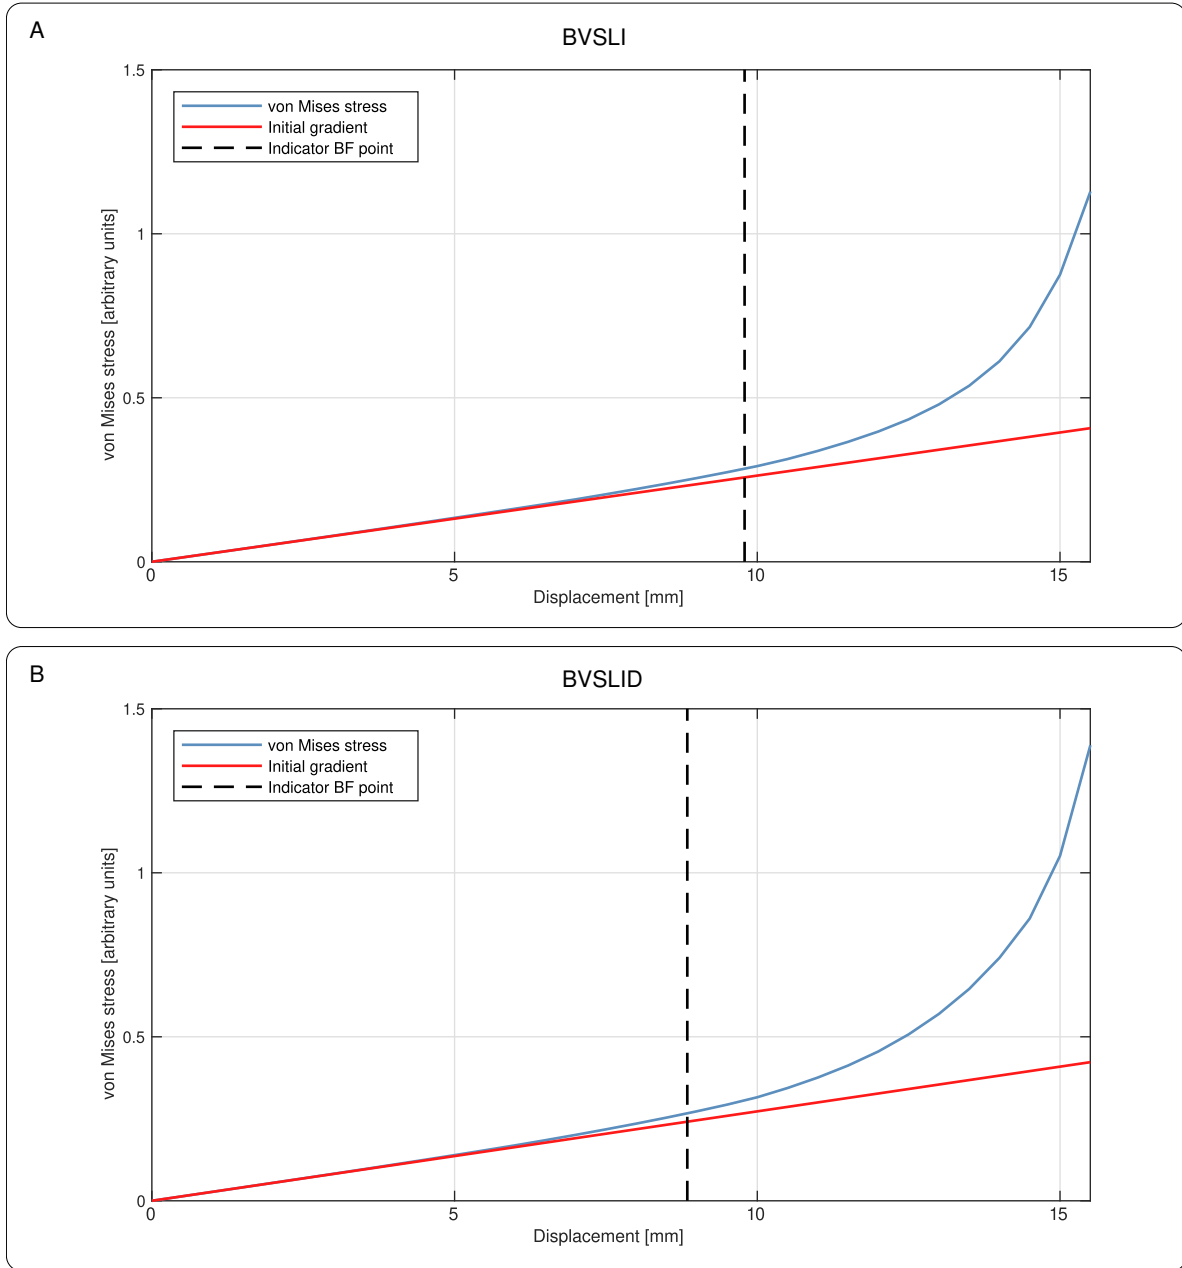 A
BVSLI
1.5
von Mises stress
Initial gradient
Indicator BF point
1
0.5
0
von Mises stress [arbitrary units]
0 5 10 15
Displacement [mm]
B
BVSLID
1.5
von Mises stress
Initial gradient
Indicator BF point
1
0.5
0
von Mises stress [arbitrary units]
0 5 10 15
Displacement [mm]